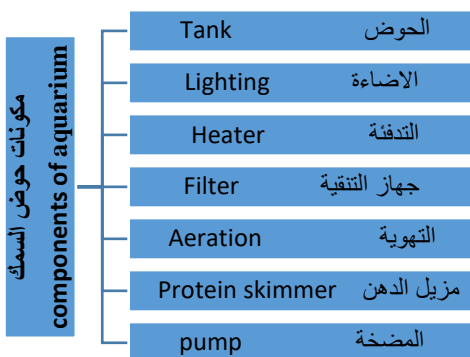 مكونات حوض السمك
components of aquarium
Tank الحوض
Lighting الاضاءة
Heater التدفئة
Filter جهاز التنقية
Aeration التهوية
Protein skimmer مزيل الدهن
pump المضخة